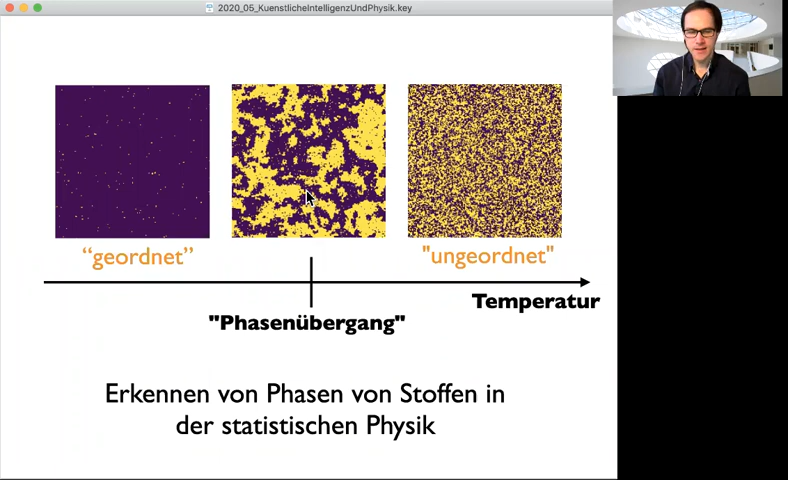 2020_05_KuenstlicheIntelligenzUndPhysik.key
“geordnet”
"ungeordnet"
Temperatur
"Phasenübergang"
Erkennen von Phasen von Stoffen in
der statistischen Physik